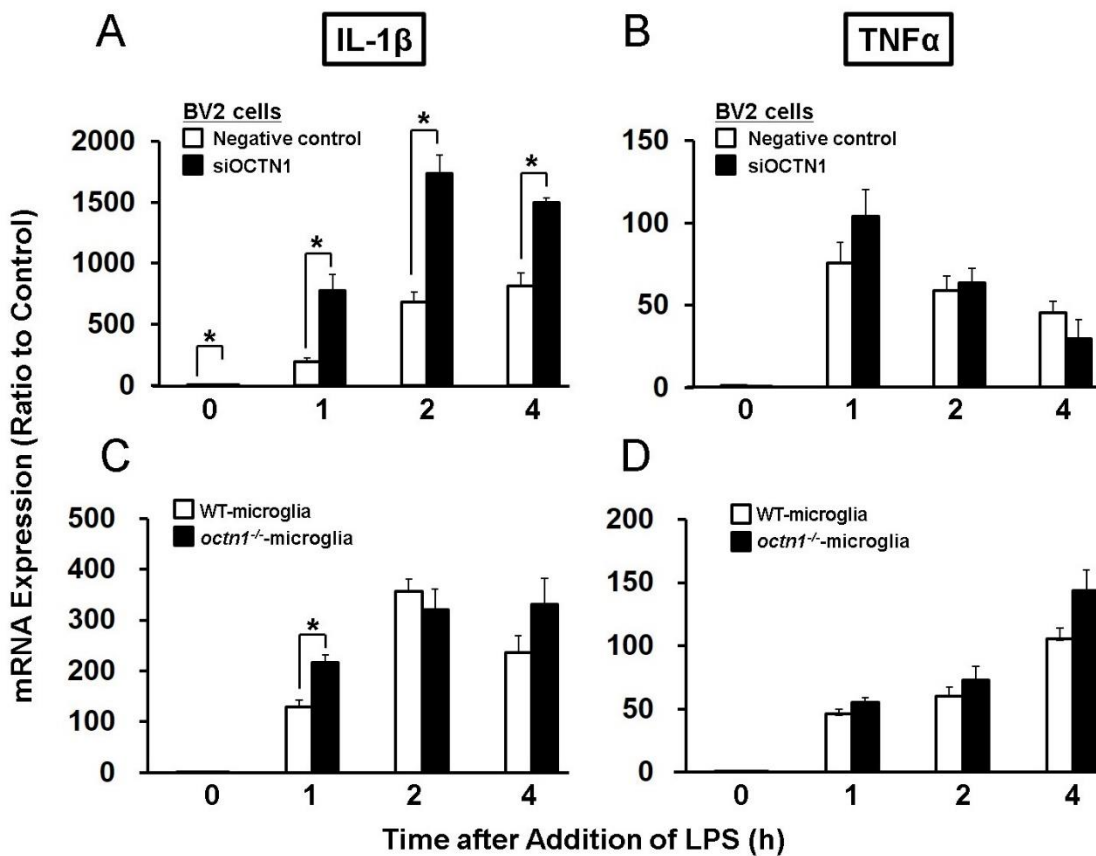 A
IL-1β
B
TNFα
mRNA Expression (Ratio to Control)
BV2 cells
Negative control
siOCTN1
2000
1500
1000
500
0
*
*
*
*
0
1
2
4
BV2 cells
Negative control
siOCTN1
150
100
50
0
0
1
2
4
C
WT-microglia
octn1-/--microglia
500
400
300
200
100
0
*
0
1
2
4
D
WT-microglia
octn1-/--microglia
200
150
100
50
0
0
1
2
4
Time after Addition of LPS (h)